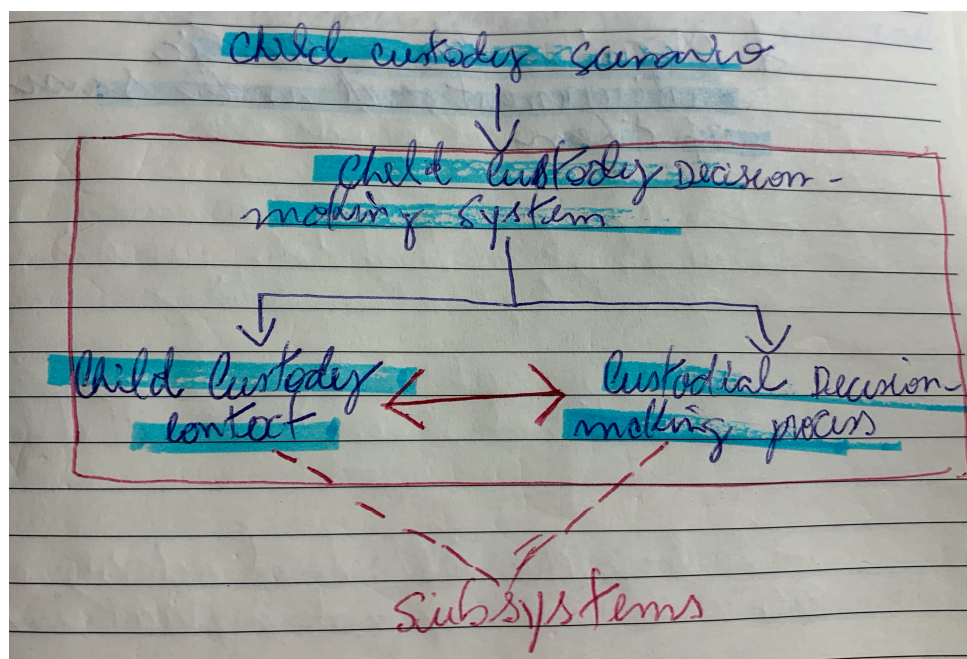 Child custody scenario
Child Custody Decision-
making system
Child Custody
context
Custodial Decision-
making process
Subsystems